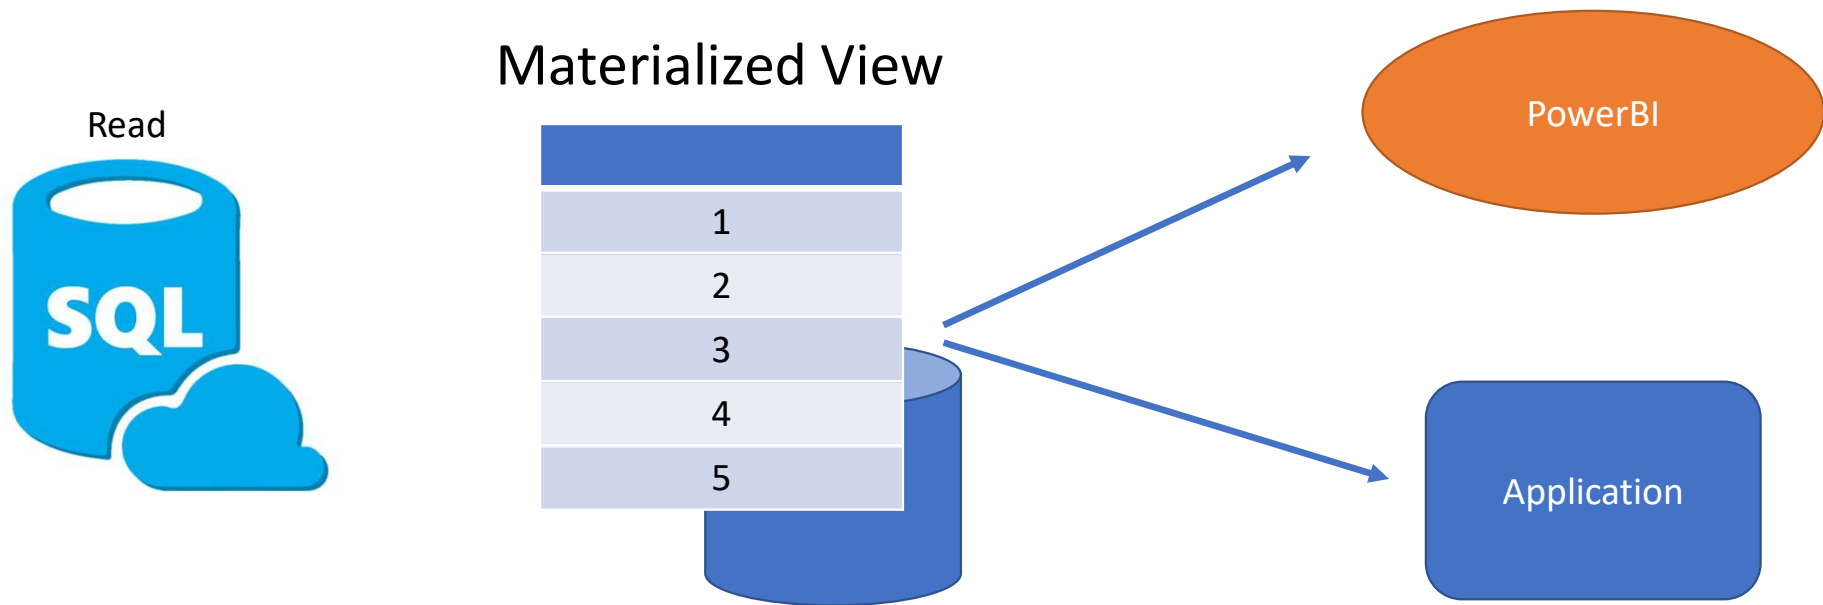 Materialized View
Read
SQL
1
2
3
4
5
PowerBI
Application